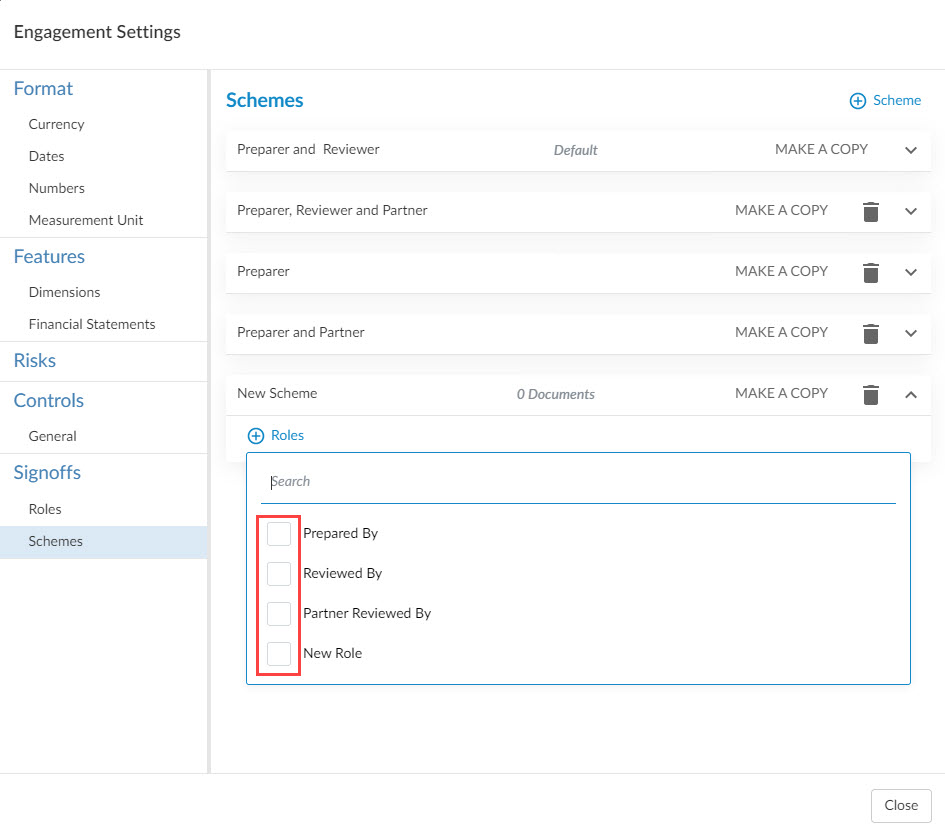 Engagement Settings
Format
Currency
Dates
Numbers
Measurement Unit
Features
Dimensions
Financial Statements
Risks
Controls
General
Signoffs
Roles
Schemes
Schemes
Scheme
Preparer and Reviewer Default MAKE A COPY
Preparer, Reviewer and Partner MAKE A COPY
Preparer MAKE A COPY
Preparer and Partner MAKE A COPY
New Scheme 0 Documents MAKE A COPY
Roles
Search
Prepared By
Reviewed By
Partner Reviewed By
New Role
Close